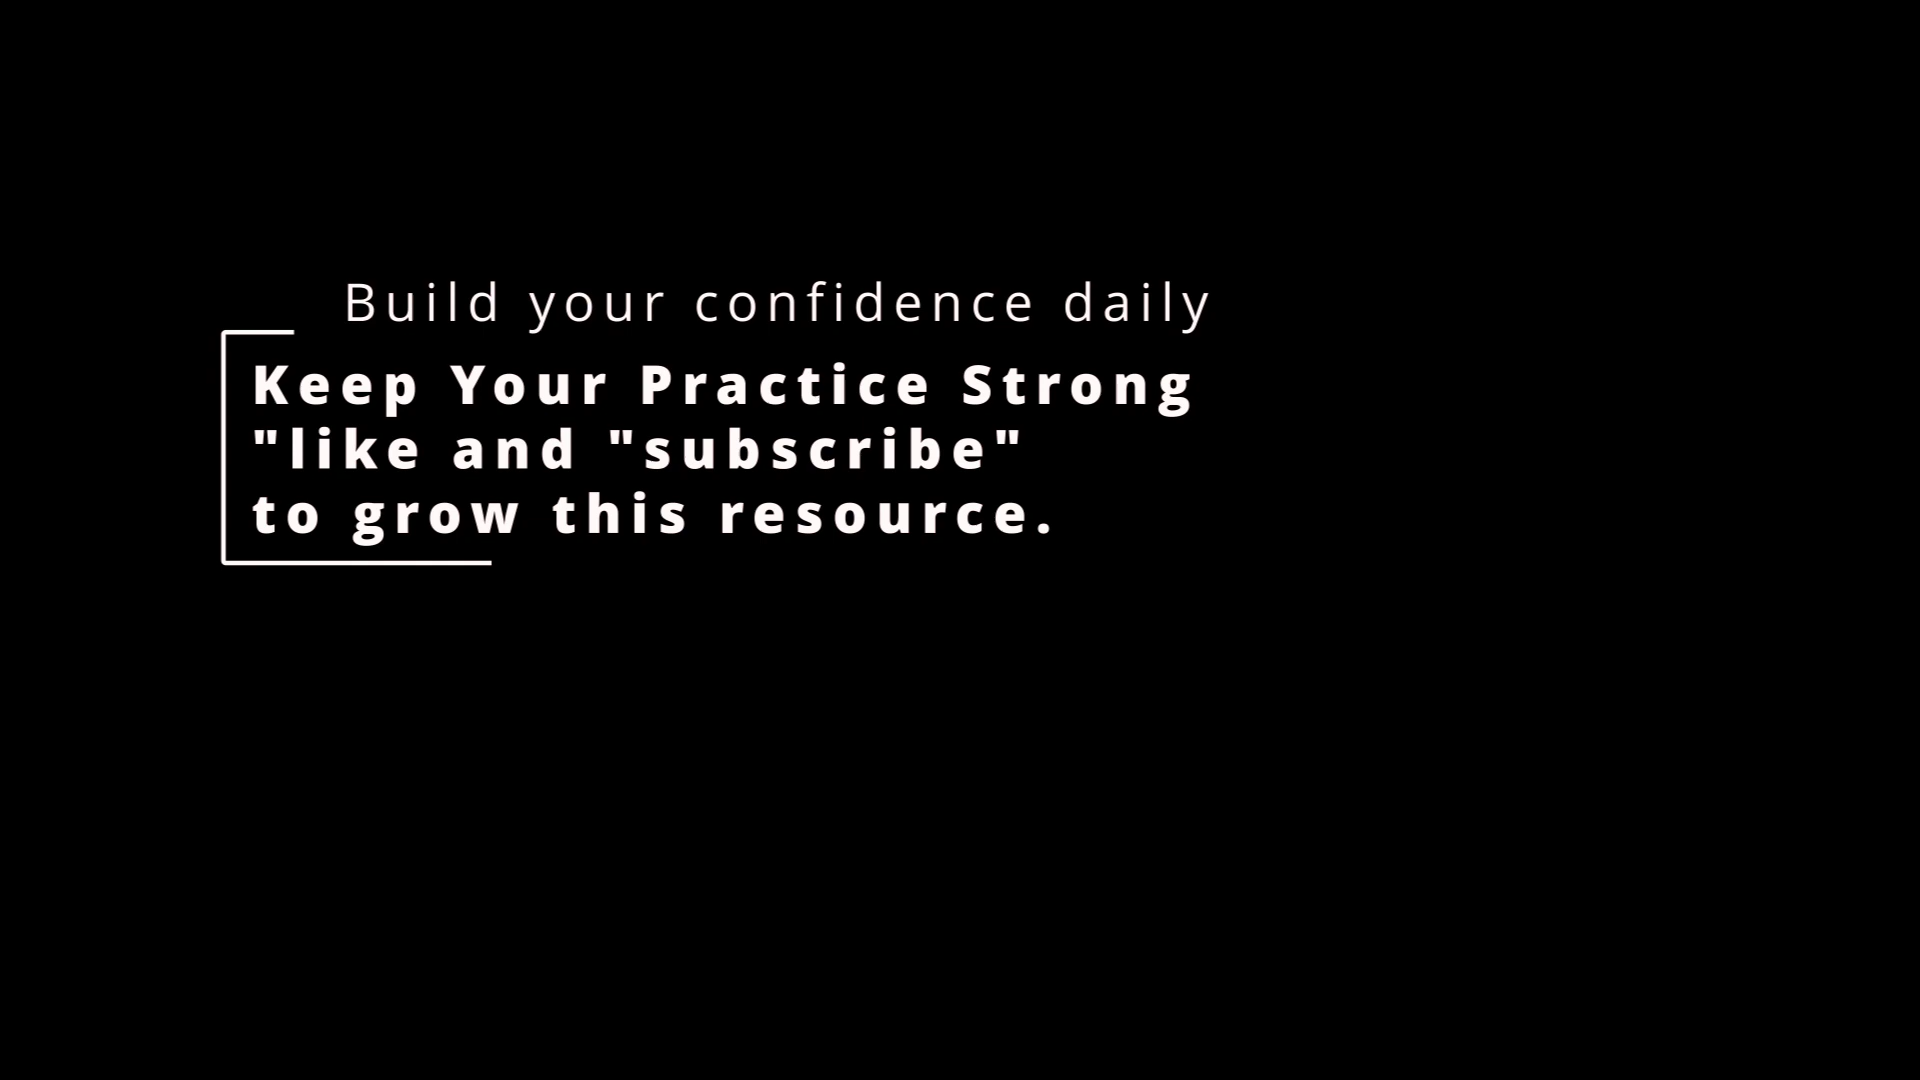 Build your confidence daily
Keep Your Practice Strong
"like and "subscribe"
to grow this resource.